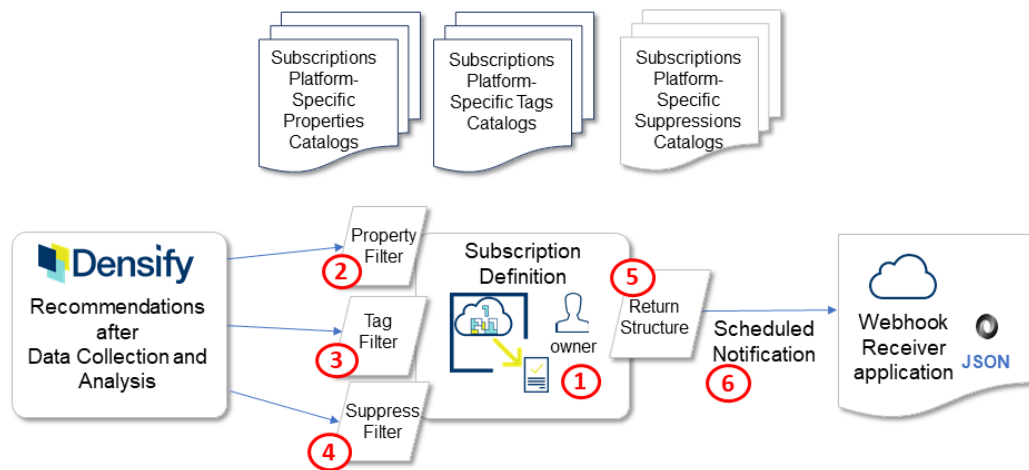 Subscriptions
Platform-
Specific
Properties
Catalogs
Subscriptions
Platform-
Specific Tags
Catalogs
Subscriptions
Platform-
Specific
Suppressions
Catalogs
Densify
Recommendations
after
Data Collection and
Analysis
Property
Filter
2
Tag
Filter
3
Suppress
Filter
4
Subscription
Definition
owner
1
5
Return
Structure
Scheduled
Notification
6
Webhook
Receiver
application
JSON